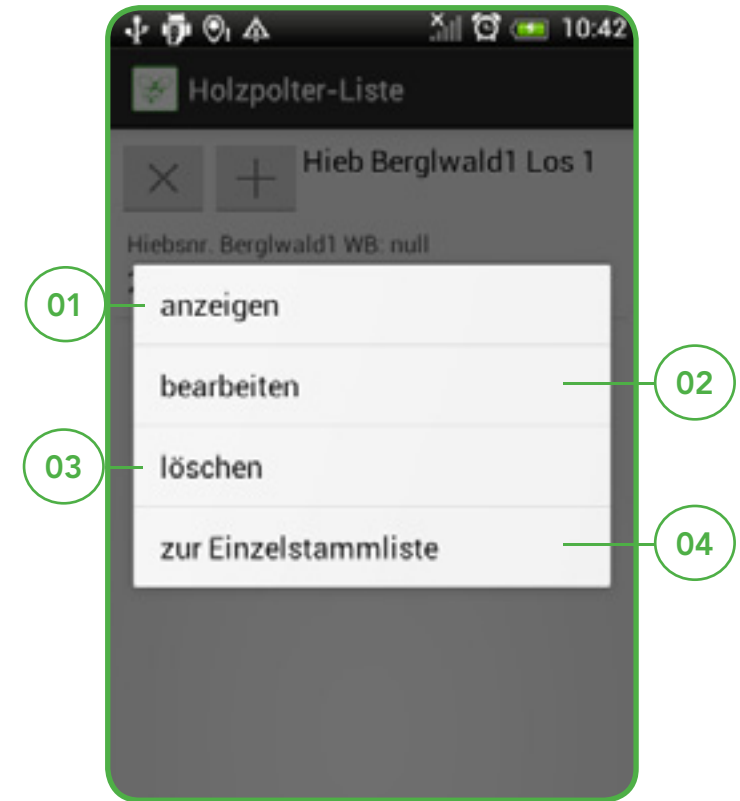 10:42
Holzpolter-Liste
Hieb Berglwald1 Los 1
Hiebsnr. Berglwald1 WB: null
01
anzeigen
bearbeiten
02
03
löschen
zur Einzelstammliste
04